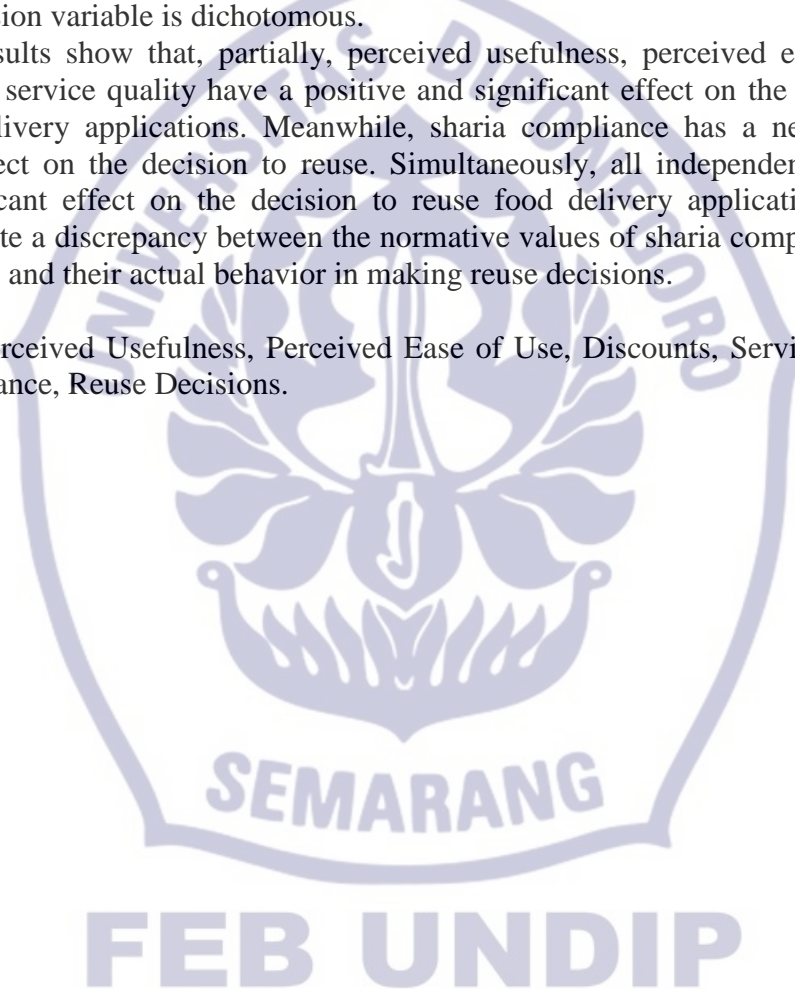 sion variable is dichotomous.
sults show that, partially, perceived usefulness, perceived e
service quality have a positive and significant effect on the
livery applications. Meanwhile, sharia compliance has a ne
ect on the decision to reuse. Simultaneously, all independen
cant effect on the decision to reuse food delivery applicati
te a discrepancy between the normative values of sharia comp
and their actual behavior in making reuse decisions.
rceived Usefulness, Perceived Ease of Use, Discounts, Servi
ance, Reuse Decisions.
UNIVERSITAS DIPONEGORO
SEMARANG
FEB UNDIP